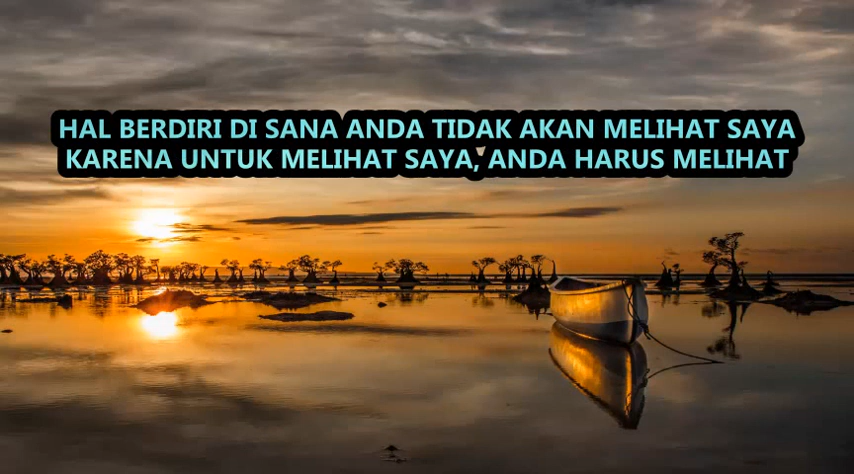 HAL BERDIRI DI SANA ANDA TIDAK AKAN MELIHAT SAYA
KARENA UNTUK MELIHAT SAYA, ANDA HARUS MELIHAT